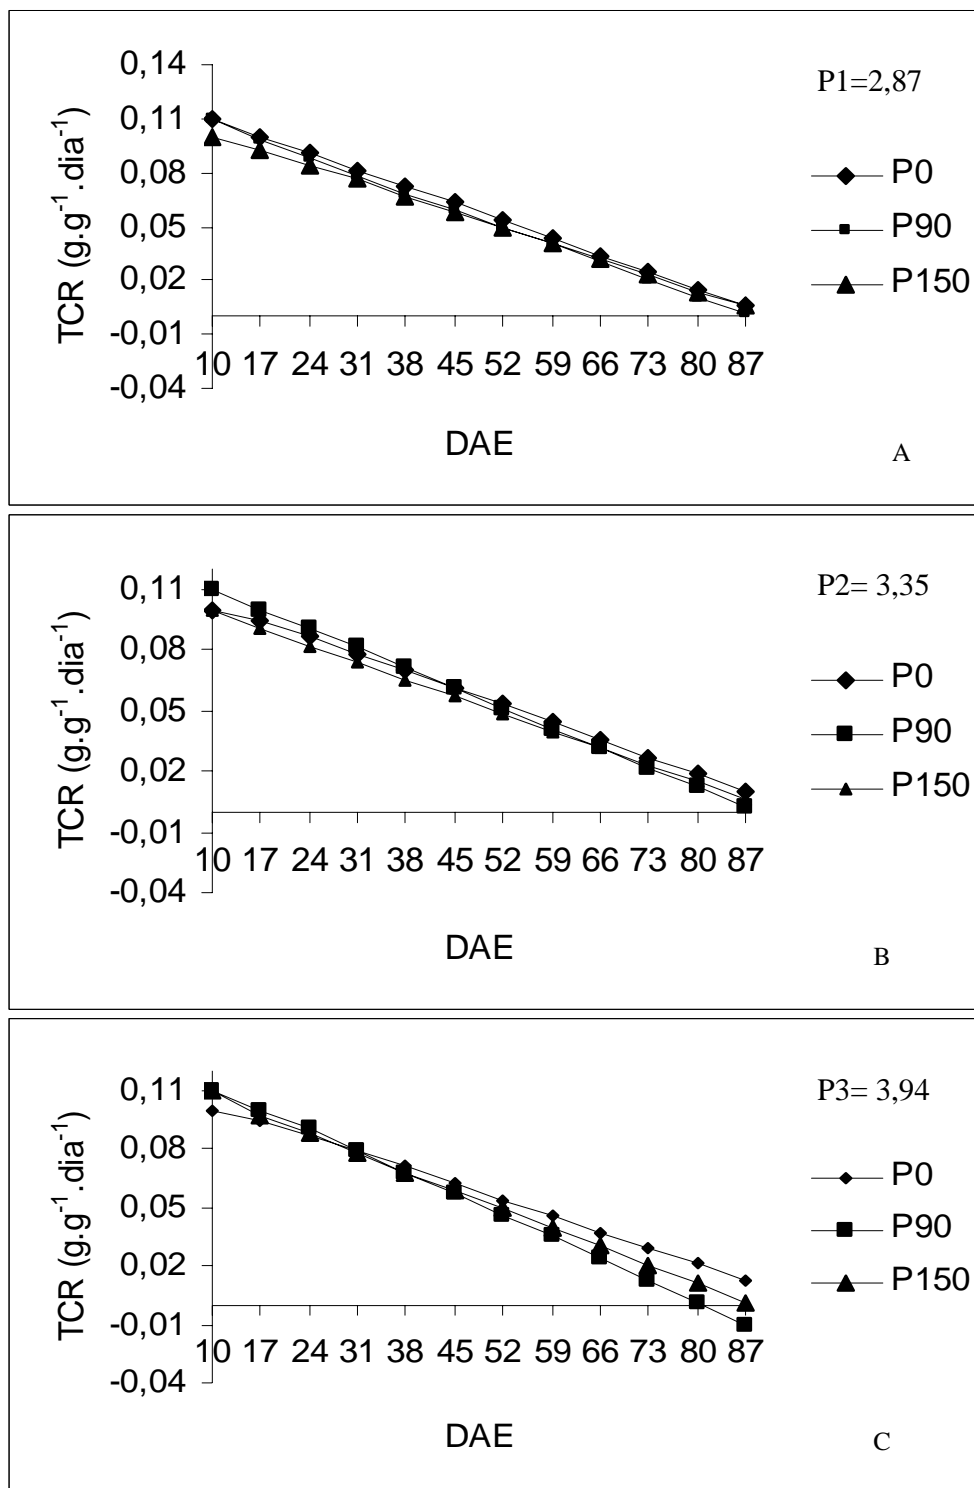 0,14
0,11
0,08
0,05
0,02
-0,01
-0,04
TCR (g.g⁻¹.dia⁻¹)
10 17 24 31 38 45 52 59 66 73 80 87
DAE
P1=2,87
P0
P90
P150
A
0,11
0,08
0,05
0,02
-0,01
-0,04
TCR (g.g⁻¹.dia⁻¹)
10 17 24 31 38 45 52 59 66 73 80 87
DAE
P2= 3,35
P0
P90
P150
B
0,11
0,08
0,05
0,02
-0,01
-0,04
TCR (g.g⁻¹.dia⁻¹)
10 17 24 31 38 45 52 59 66 73 80 87
DAE
P3= 3,94
P0
P90
P150
C